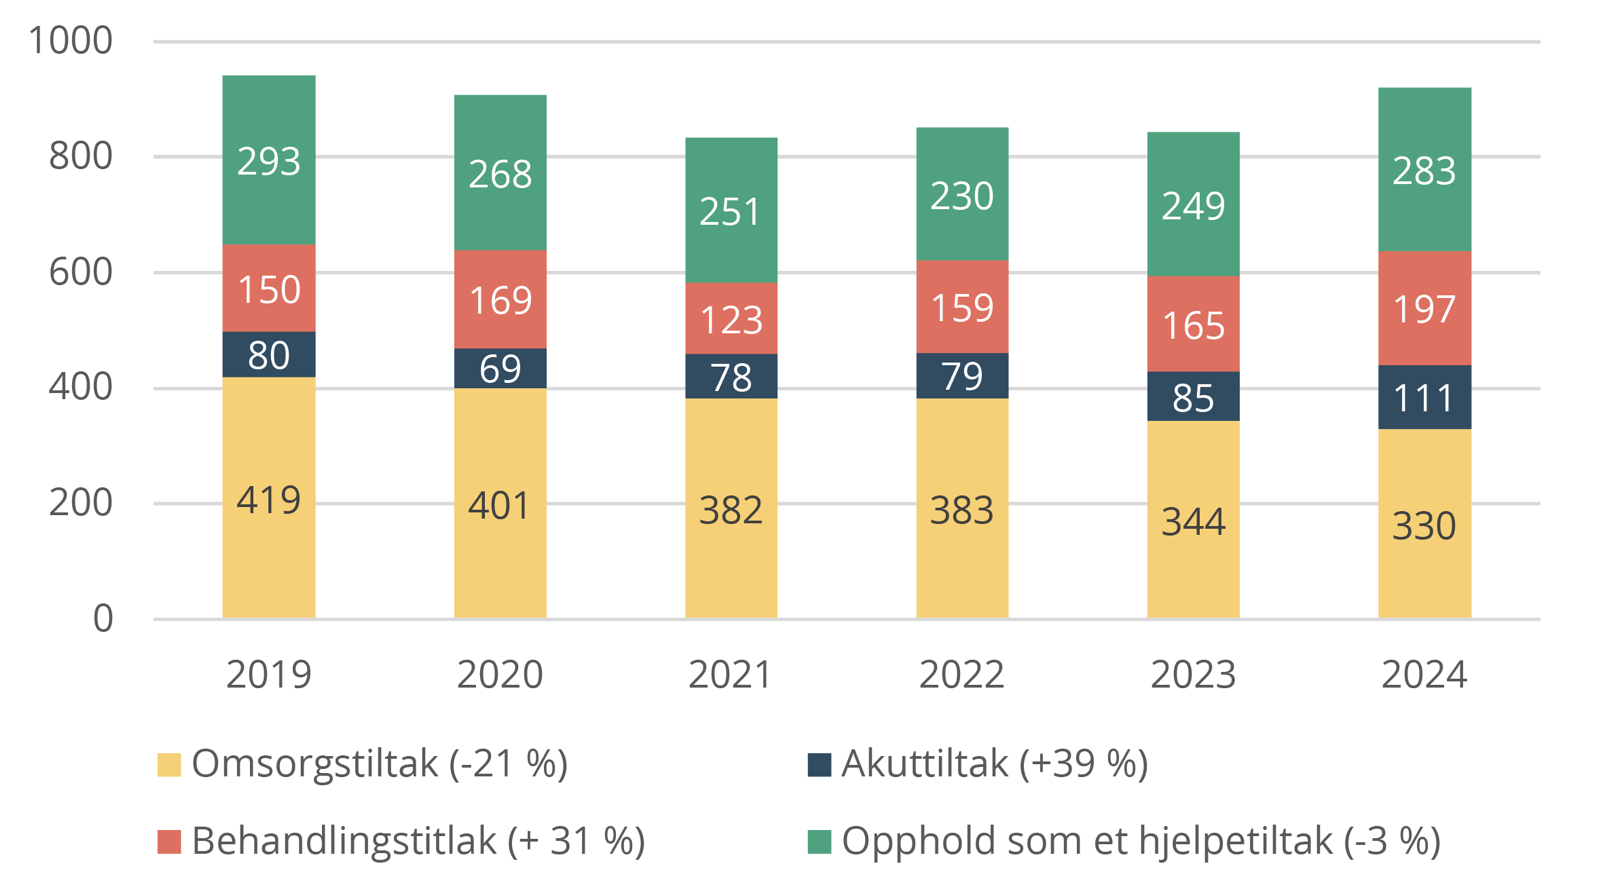 1000
800
600
400
200
0
293 268 251 230 249 283
150 169 123 159 165 197
80 69 78 79 85 111
419 401 382 383 344 330
2019 2020 2021 2022 2023 2024
Omsorgstiltak (-21 %) Akuttiltak (+39 %)
Behandlingstitlak (+ 31 %) Opphold som et hjelpetiltak (-3 %)